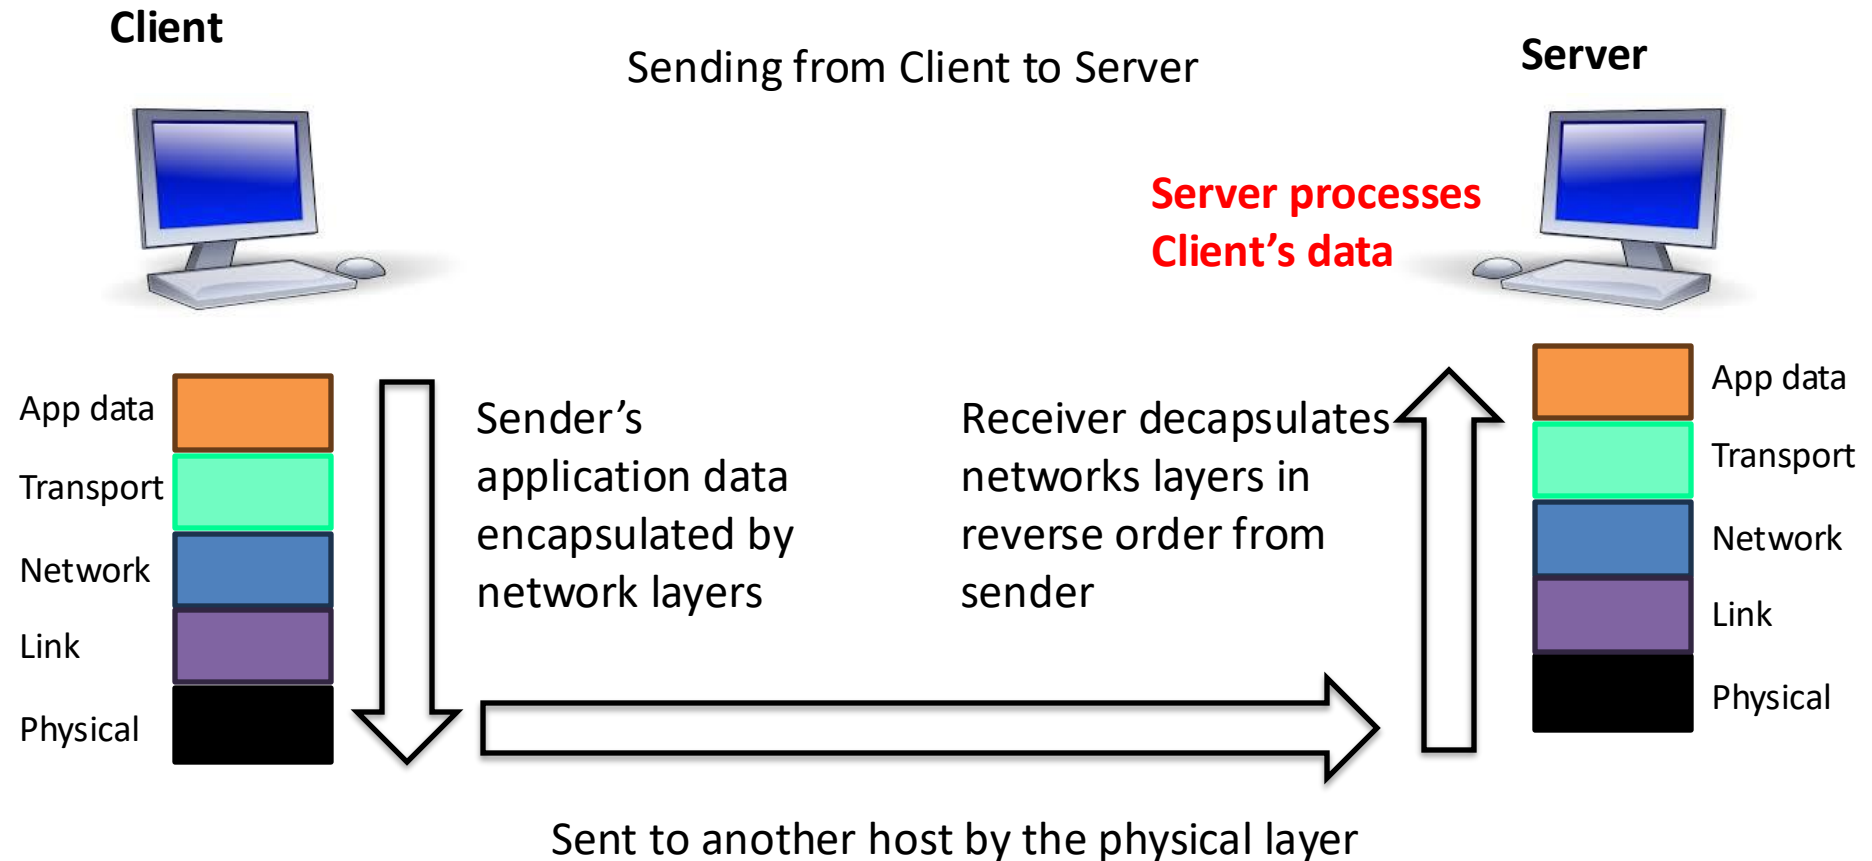 Client
Sending from Client to Server
Server
Server processes
Client’s data
App data
Transport
Network
Link
Physical
Sender’s
application data
encapsulated by
network layers
Receiver decapsulates
networks layers in
reverse order from
sender
App data
Transport
Network
Link
Physical
Sent to another host by the physical layer